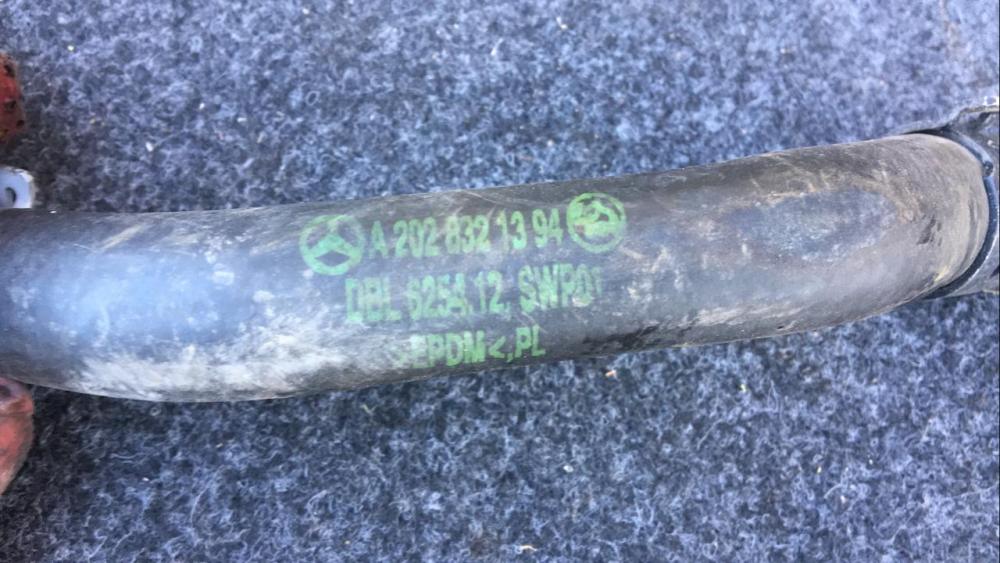 A 202 832 13 94
DBL 6254.12, SWP01
>EPDM<,PL